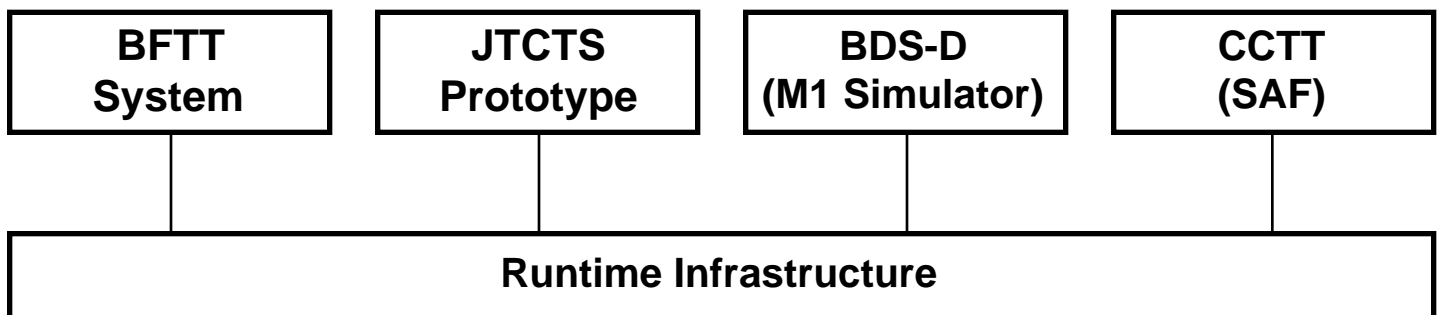 BFTT
System
JTCTS
Prototype
BDS-D
(M1 Simulator)
CCTT
(SAF)
Runtime Infrastructure